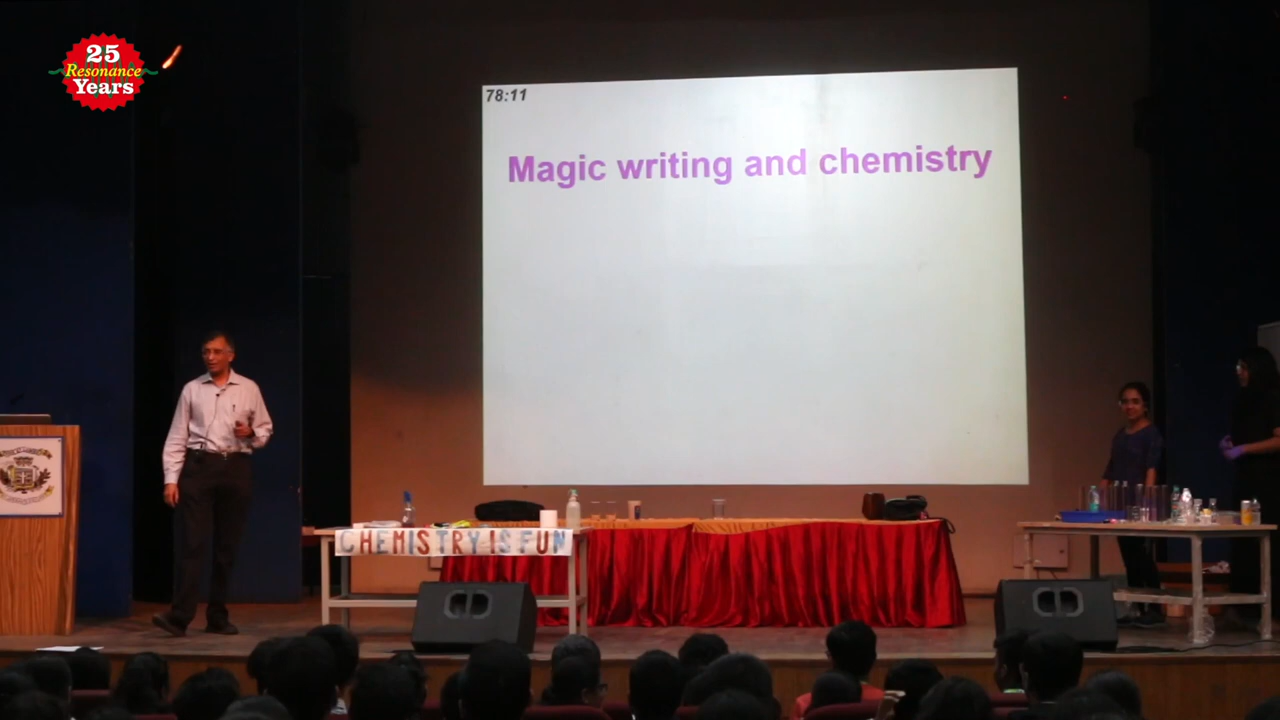 25
Resonance
Years
78:11
Magic writing and chemistry
CHEMISTRY IS FUN